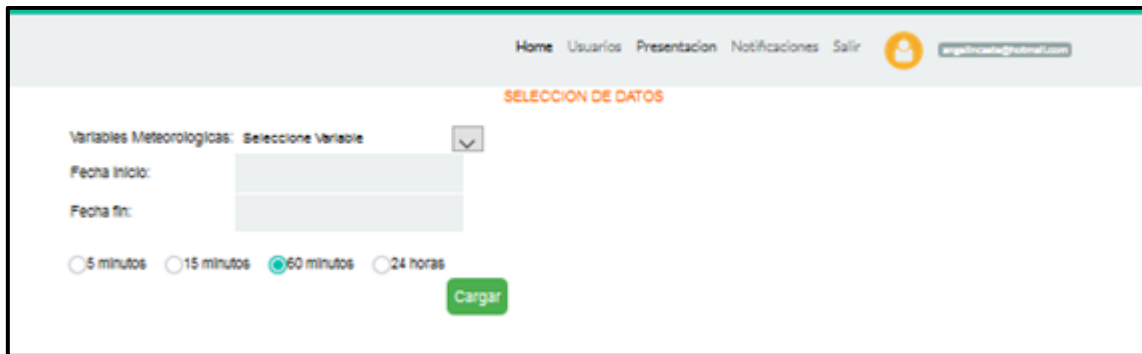 Home Usuarios Presentacion Notificaciones Salir
SELECCION DE DATOS
Variables Meteorologicas: Seleccione Variable
Fecha Inicio:
Fecha fin:
5 minutos 15 minutos 60 minutos 24 horas
Cargar